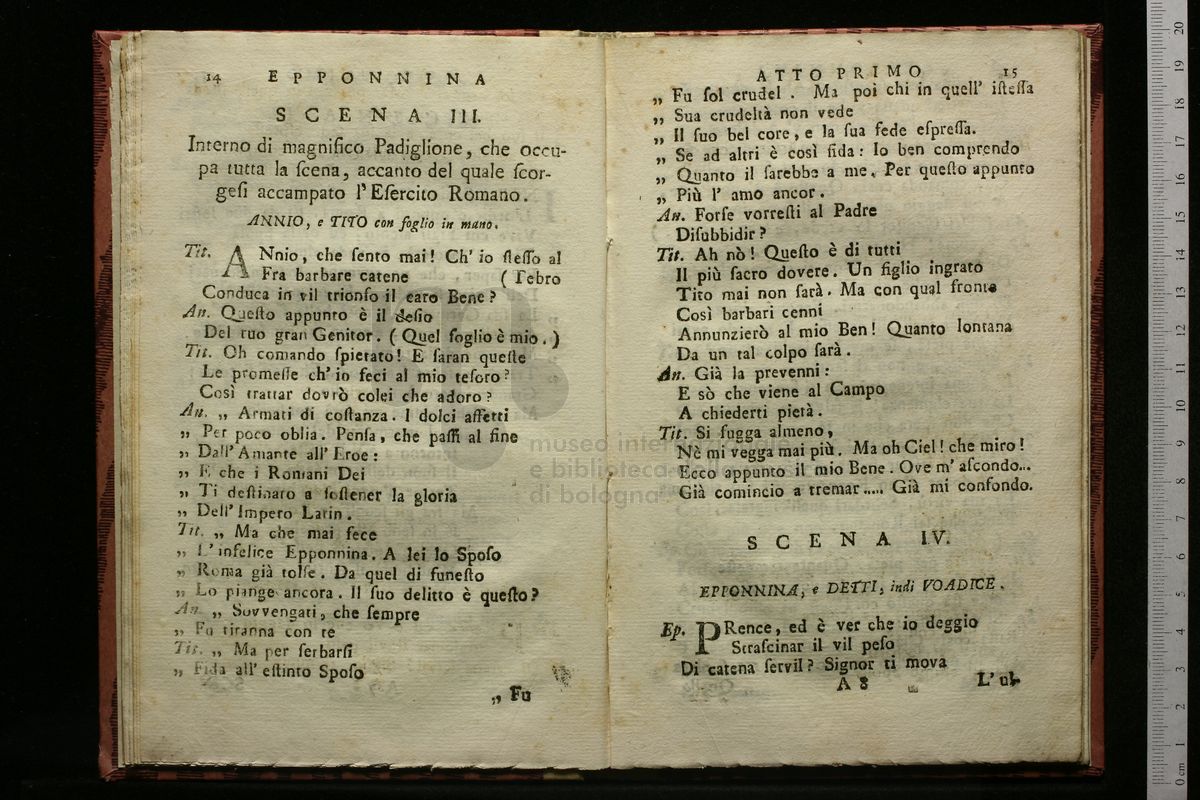 14 EPPONNINA
SCENA III.
Interno di magnifico Padiglione, che occu-
pa tutta la scena, accanto del quale ſcor-
geſi accampato l'Eſercito Romano.
ANNIO, e TITO con foglio in mano.
Tit. ANnio, che ſento mai! Ch' io ſteſſo al
Fra barbare catene ( Tebro
Conduca in vil trionfo il caro Bene?
An. Queſto appunto è il deſio
Del tuo gran Genitor. ( Quel foglio è mio. )
Tit. Oh comando ſpietato! E ſaran queſte
Le promeſſe ch' io feci al mio teſoro?
Così trattar dovrò colei che adoro?
An. „ Armati di coſtanza. I dolci affetti
„ Per poco oblia. Penſa, che paſſi al fine
„ Dall' Amante all' Eroe:
„ E che i Romani Dei
„ Ti deſtinaro a ſoſtener la gloria
„ Dell' Impero Latin.
Tit. „ Ma che mai fece
„ L' infelice Epponnina. A lei lo Spoſo
„ Roma già tolſe. Da quel dì funeſto
„ Lo piange ancora. Il ſuo delitto è queſto?
An. „ Sovvengati, che ſempre
„ Fu tiranna con te
Tit. „ Ma per ſerbarſi
„ Fida all' eſtinto Spoſo
„ Fu
ATTO PRIMO 15
„ Fu ſol crudel. Ma poi chi in quell' iſteſſa
„ Sua crudeltà non vede
„ Il ſuo bel core, e la ſua fede eſpreſſa.
„ Se ad altri è così fida: Io ben comprendo
„ Quanto il ſarebbe a me. Per queſto appunto
„ Più l' amo ancor.
An. Forſe vorreſti al Padre
Diſubbidir?
Tit. Ah nò! Queſto è di tutti
Il più ſacro dovere. Un figlio ingrato
Tito mai non ſarà. Ma con qual fronte
Così barbari cenni
Annunzierò al mio Ben! Quanto lontana
Da un tal colpo ſarà.
An. Già la prevenni:
E sò che viene al Campo
A chiederti pietà.
Tit. Si fugga almeno,
Nè mi vegga mai più. Ma oh Ciel! che miro!
Ecco appunto il mio Bene. Ove m' aſcondo...
Già comincio a tremar..... Già mi confondo.
SCENA IV.
EPPONNINA, e DETTI, indi VOADICE.
Ep. PRence, ed è ver che io deggio
Straſcinar il vil peſo
Di catena ſervil? Signor ti mova
A 8 L' ul-
museo internazionale
e biblioteca della musica
di bologna